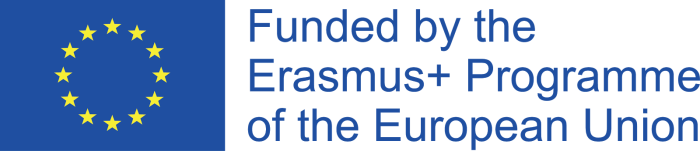 Funded by the
Erasmus+ Programme
of the European Union